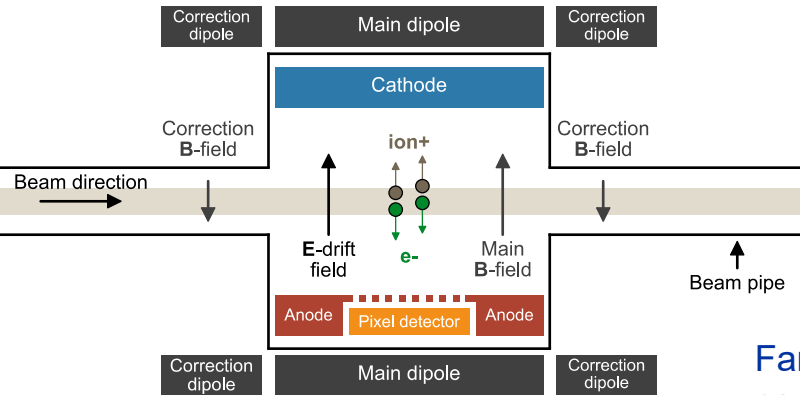 Correction
dipole
Main dipole
Correction
dipole
Cathode
Correction
B-field
ion+
Correction
B-field
Beam direction
E-drift
field
e-
Main
B-field
Beam pipe
Anode
Pixel detector
Anode
Correction
dipole
Main dipole
Correction
dipole